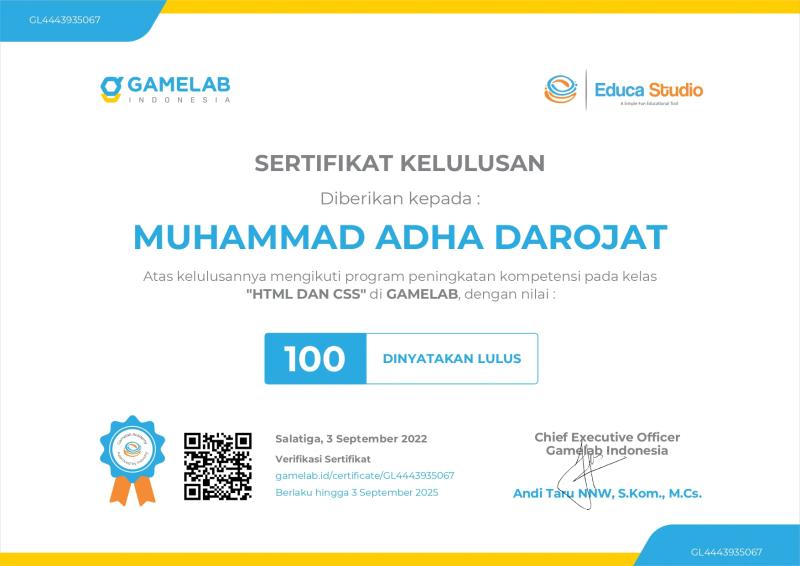 GL4443935067
GAMELAB
INDONESIA
Educa Studio
A Simple Fun Educational Tool
SERTIFIKAT KELULUSAN
Diberikan kepada :
MUHAMMAD ADHA DAROJAT
Atas kelulusannya mengikuti program peningkatan kompetensi pada kelas
"HTML DAN CSS" di GAMELAB, dengan nilai :
100
DINYATAKAN LULUS
Salatiga, 3 September 2022
Verifikasi Sertifikat
gamelab.id/certificate/GL4443935067
Berlaku hingga 3 September 2025
Chief Executive Officer
Gamelab Indonesia
Andi Taru NNW, S.Kom., M.Cs.
GL4443935067